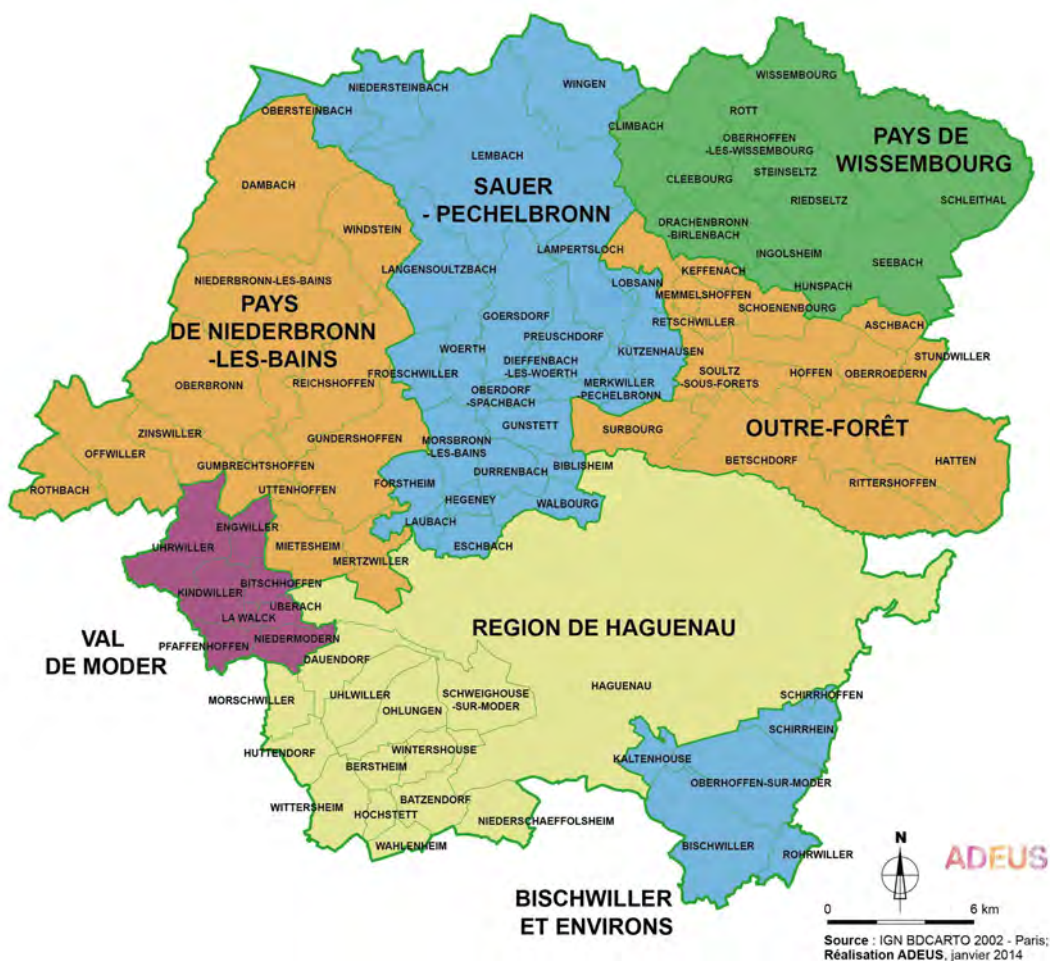 WISSEMBOURG
NIEDERSTEINBACH
WINGEN
OBERSTEINBACH
ROTT
CLIMBACH
OBERHOFFEN
-LES-WISSEMBOURG
PAYS DE
WISSEMBOURG
LEMBACH
STEINSELTZ
CLEEBOURG
DAMBACH
SAUER
- PECHELBRONN
RIEDSELTZ
SCHLEITHAL
WINDSTEIN
DRACHENBRONN
-BIRLENBACH
LAMPERTSLOCH
INGOLSHEIM
SEEBACH
LANGENSOULTZBACH
KEFFENACH
NIEDERBRONN-LES-BAINS
LOBSANN
HUNSPACH
MEMMELSHOFFEN
PAYS
DE NIEDERBRONN
-LES-BAINS
SCHOENENBOURG
GOERSDORF
RETSCHWILLER
ASCHBACH
PREUSCHDORF
WOERTH
KUTZENHAUSEN
STUNDWILLER
DIEFFENBACH
-LES-WOERTH
FROESCHWILLER
SOULTZ
-SOUS-FORETS
HOFFEN
OBERROEDERN
OBERBRONN
REICHSHOFFEN
MERKWILLER
-PECHELBRONN
OBERDORF
-SPACHBACH
GUNSTETT
SURBOURG
OUTRE-FORÊT
ZINSWILLER
GUNDERSHOFFEN
MORSBRONN
-LES-BAINS
OFFWILLER
BETSCHDORF
HATTEN
GUMBRECHTSHOFFEN
DURRENBACH
BIBLISHEIM
ROTHBACH
UTTENHOFFEN
FORSTHEIM
RITTERSHOFFEN
HEGENEY
WALBOURG
LAUBACH
ENGWILLER
UHRWILLER
MIETESHEIM
ESCHBACH
MERTZWILLER
BITSCHHOFFEN
KINDWILLER
UBERACH
LA WALCK
REGION DE HAGUENAU
VAL
DE MODER
PFAFFENHOFFEN
NIEDERMODERN
DAUENDORF
MORSCHWILLER
UHLWILLER
SCHWEIGHOUSE
-SUR-MODER
HAGUENAU
SCHIRRHOFFEN
OHLUNGEN
SCHIRRHEIN
HUTTENDORF
WINTERSHOUSE
KALTENHOUSE
BERSTHEIM
OBERHOFFEN-SUR-MODER
WITTERSHEIM
BATZENDORF
HOCHSTETT
NIEDERSCHAEFFOLSHEIM
WAHLENHEIM
BISCHWILLER
ROHRWILLER
BISCHWILLER
ET ENVIRONS
N
ADEUS
0 6 km
Source : IGN BDCARTO 2002 - Paris;
Réalisation ADEUS, janvier 2014